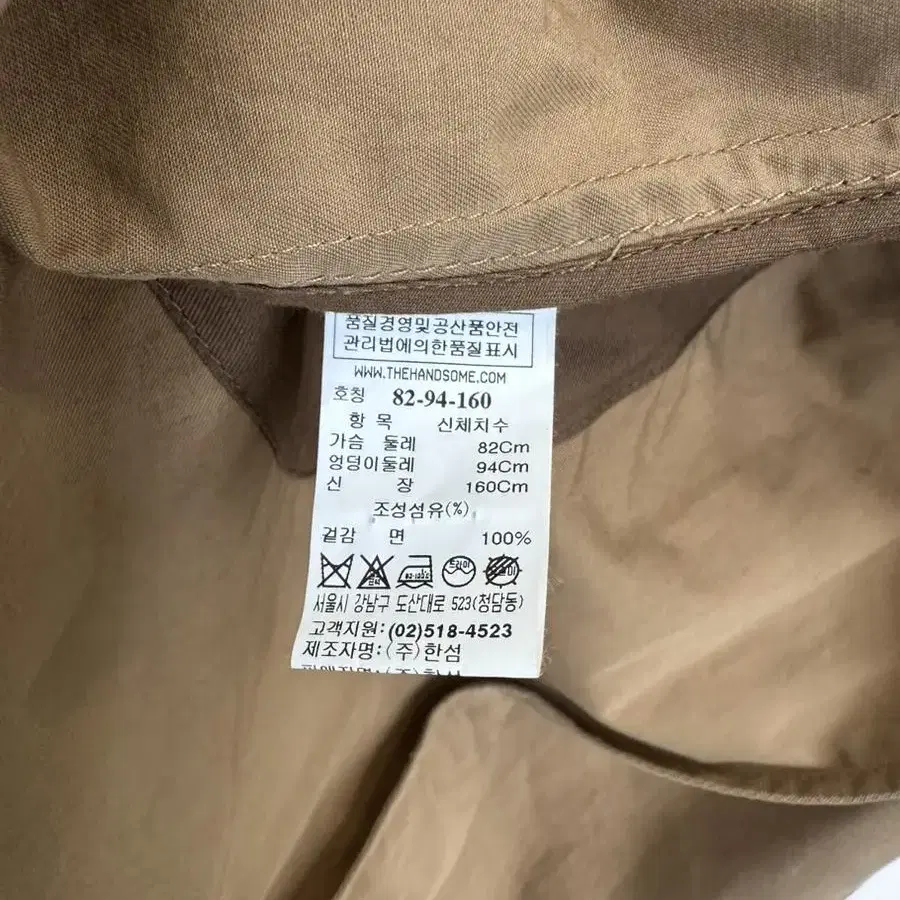 품질경영및공산품안전
관리법에의한품질표시
WWW.THEHANDSOME.COM
호칭 82-94-160
항 목 신체치수
가슴 둘레 82Cm
엉덩이둘레 94Cm
신 장 160Cm
조성섬유(%)
겉감 면 100%
드라이
서울시 강남구 도산대로 523(청담동)
고객지원: (02)518-4523
제조자명: (주)한섬